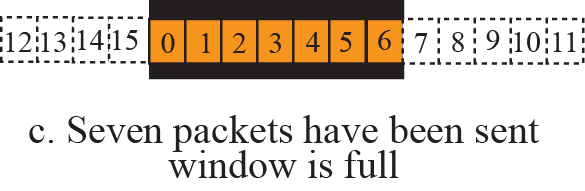 12 13 14 15 0 1 2 3 4 5 6 7 8 9 10 11
c. Seven packets have been sent
window is full